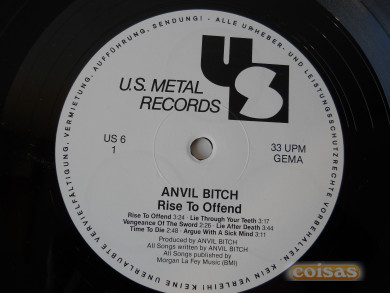 ALLE URHEBER- UND LEISTUNGSSCHUTZRECHTE VORBEHALTEN · KEIN VERLEIH! KEINE UNERLAUBTE VERVIELFÄLTIGUNG, VERMIETUNG, AUFFÜHRUNG, SENDUNG! ·
US
U.S. METAL
RECORDS
US 6
1
33 UPM
GEMA
ANVIL BITCH
Rise To Offend
Rise To Offend 3:24 · Lie Through Your Teeth 3:17
Vengeance Of The Sword 2:26 · Lie After Death 3:44
Time To Die 2:48 · Argue With A Sick Mind 3:11
Produced by ANVIL BITCH
All Songs written by ANVIL BITCH
All Songs published by
Morgan La Fey Music (BMI)
coisas